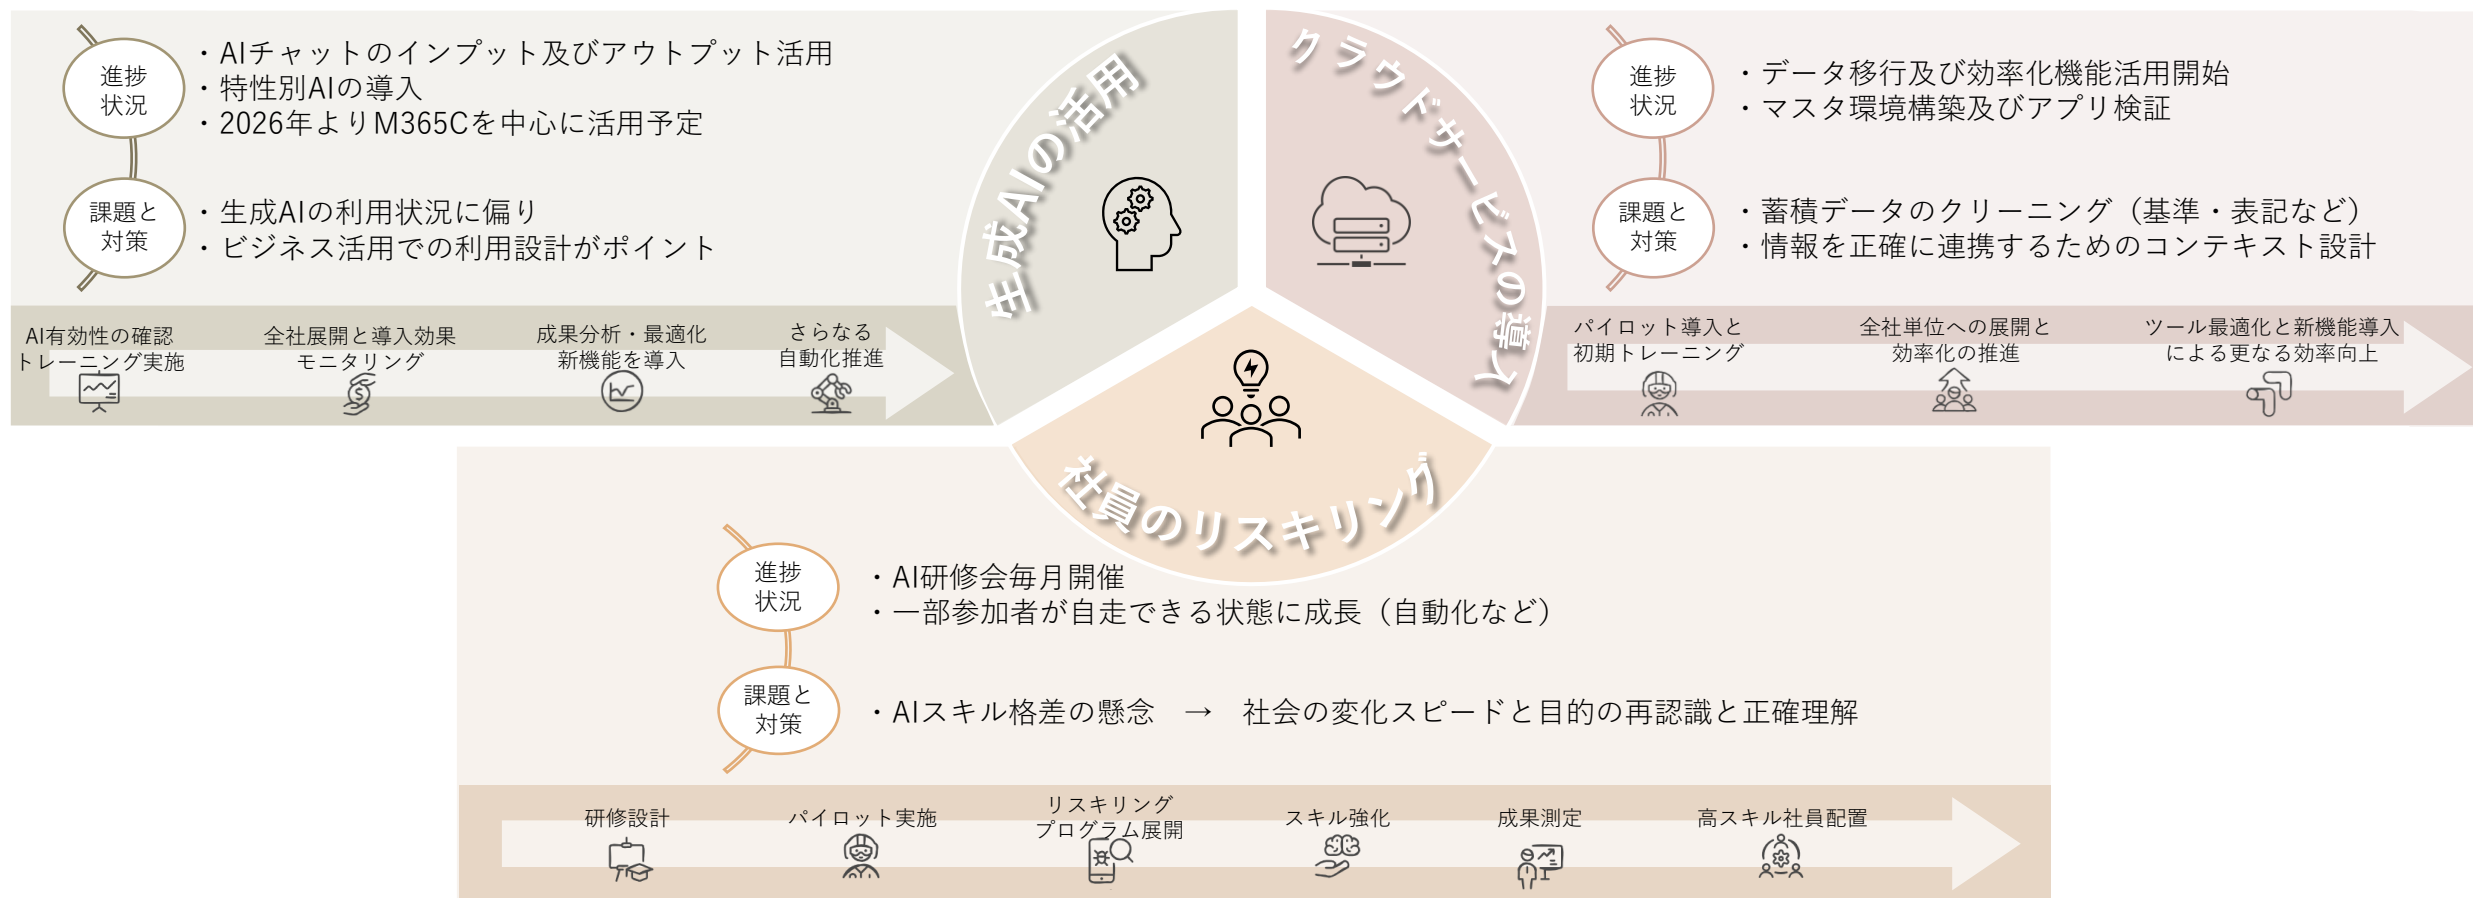 進捗
状況
・AIチャットのインプット及びアウトプット活用
・特性別AIの導入
・2026年よりM365Cを中心に活用予定
課題と
対策
・生成AIの利用状況に偏り
・ビジネス活用での利用設計がポイント
AI有効性の確認
トレーニング実施
全社展開と導入効果
モニタリング
成果分析・最適化
新機能を導入
さらなる
自動化推進
生成AIの活用
クラウドサービスの導入
進捗
状況
・データ移行及び効率化機能活用開始
・マスタ環境構築及びアプリ検証
課題と
対策
・蓄積データのクリーニング（基準・表記など）
・情報を正確に連携するためのコンテキスト設計
パイロット導入と
初期トレーニング
全社単位への展開と
効率化の推進
ツール最適化と新機能導入
による更なる効率向上
社員のリスキリング
進捗
状況
・AI研修会毎月開催
・一部参加者が自走できる状態に成長（自動化など）
課題と
対策
・AIスキル格差の懸念　→　社会の変化スピードと目的の再認識と正確理解
研修設計
パイロット実施
リスキリング
プログラム展開
スキル強化
成果測定
高スキル社員配置